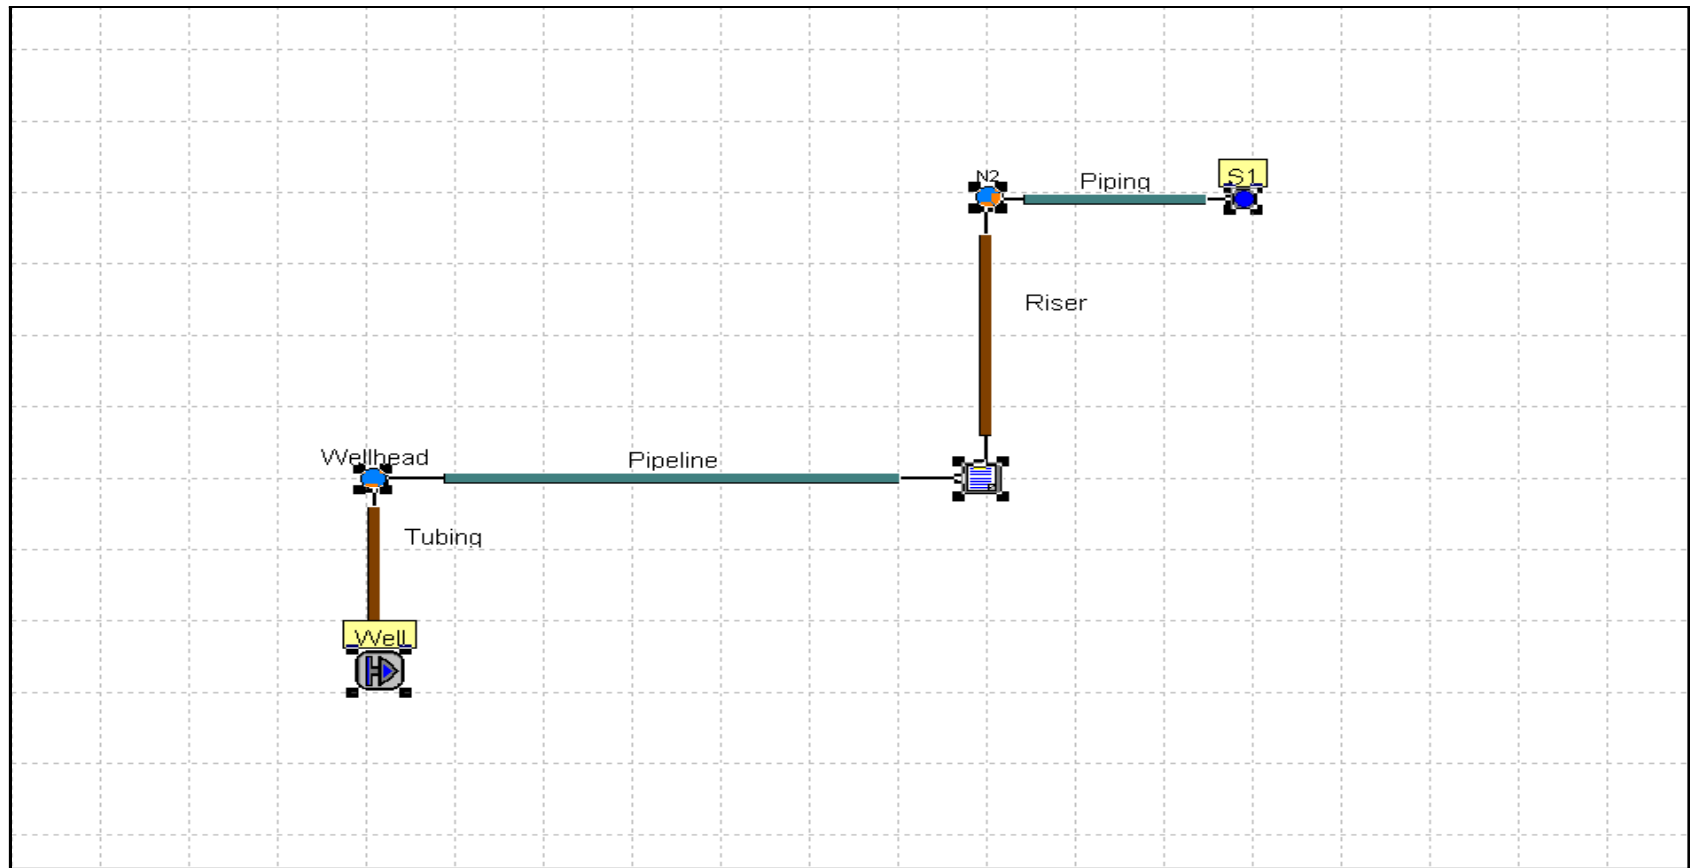 N2
Piping
S1
Riser
Wellhead
Pipeline
Tubing
Well